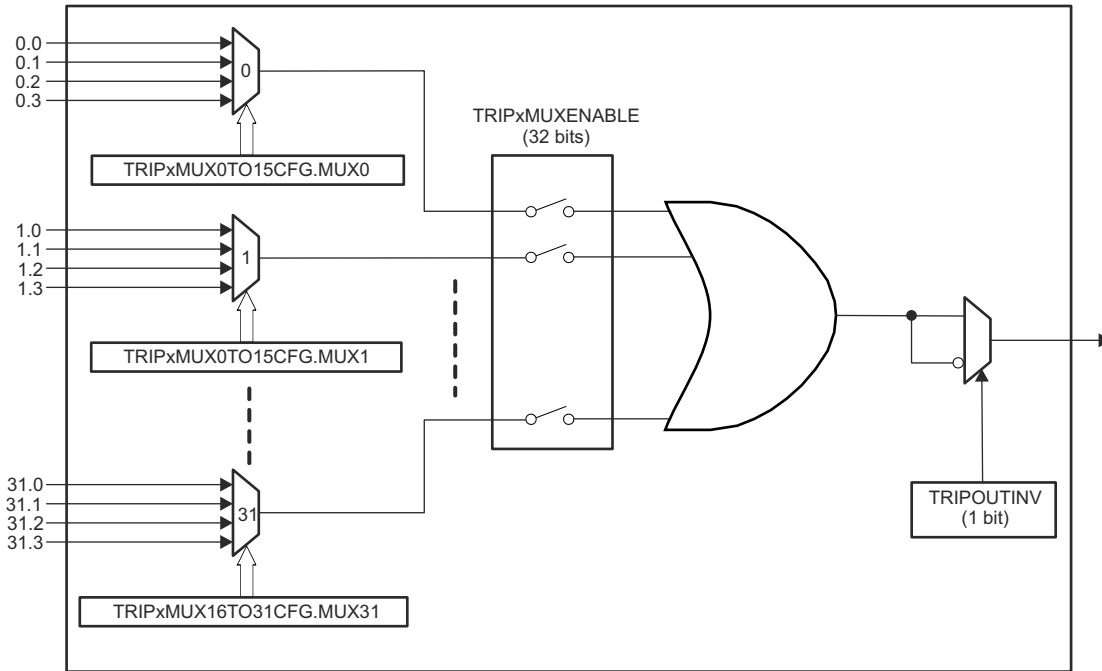 0.0
0.1
0.2
0.3
0
TRIPxMUX0TO15CFG.MUX0
TRIPxMUXENABLE
(32 bits)
1.0
1.1
1.2
1.3
1
TRIPxMUX0TO15CFG.MUX1
31.0
31.1
31.2
31.3
31
TRIPxMUX16TO31CFG.MUX31
TRIPOUTINV
(1 bit)